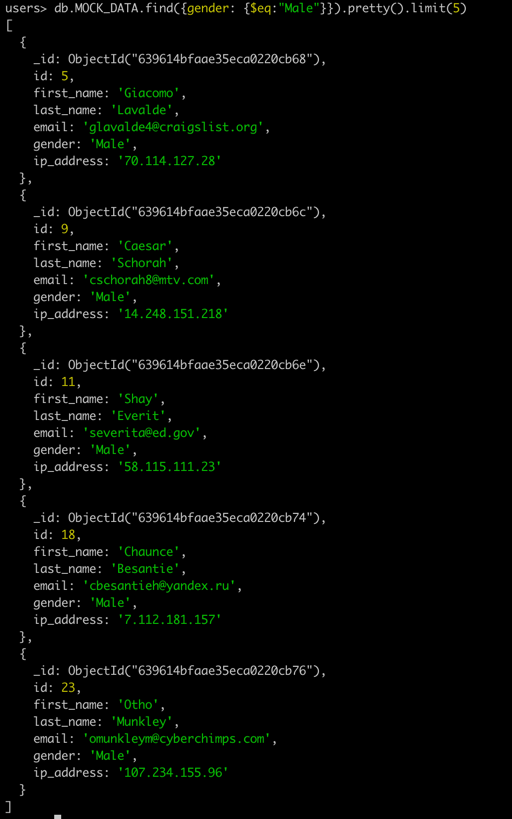 users> db.MOCK_DATA.find({gender: {$eq:"Male"}}).pretty().limit(5)
[
  {
    _id: ObjectId("639614bfaae35eca0220cb68"),
    id: 5,
    first_name: 'Giacomo',
    last_name: 'Lavalde',
    email: 'glavalde4@craigslist.org',
    gender: 'Male',
    ip_address: '70.114.127.28'
  },
  {
    _id: ObjectId("639614bfaae35eca0220cb6c"),
    id: 9,
    first_name: 'Caesar',
    last_name: 'Schorah',
    email: 'cschorah8@mtv.com',
    gender: 'Male',
    ip_address: '14.248.151.218'
  },
  {
    _id: ObjectId("639614bfaae35eca0220cb6e"),
    id: 11,
    first_name: 'Shay',
    last_name: 'Everit',
    email: 'severita@ed.gov',
    gender: 'Male',
    ip_address: '58.115.111.23'
  },
  {
    _id: ObjectId("639614bfaae35eca0220cb74"),
    id: 18,
    first_name: 'Chaunce',
    last_name: 'Besantie',
    email: 'cbesantieh@yandex.ru',
    gender: 'Male',
    ip_address: '7.112.181.157'
  },
  {
    _id: ObjectId("639614bfaae35eca0220cb76"),
    id: 23,
    first_name: 'Otho',
    last_name: 'Munkley',
    email: 'omunkleym@cyberchimps.com',
    gender: 'Male',
    ip_address: '107.234.155.96'
  }
]